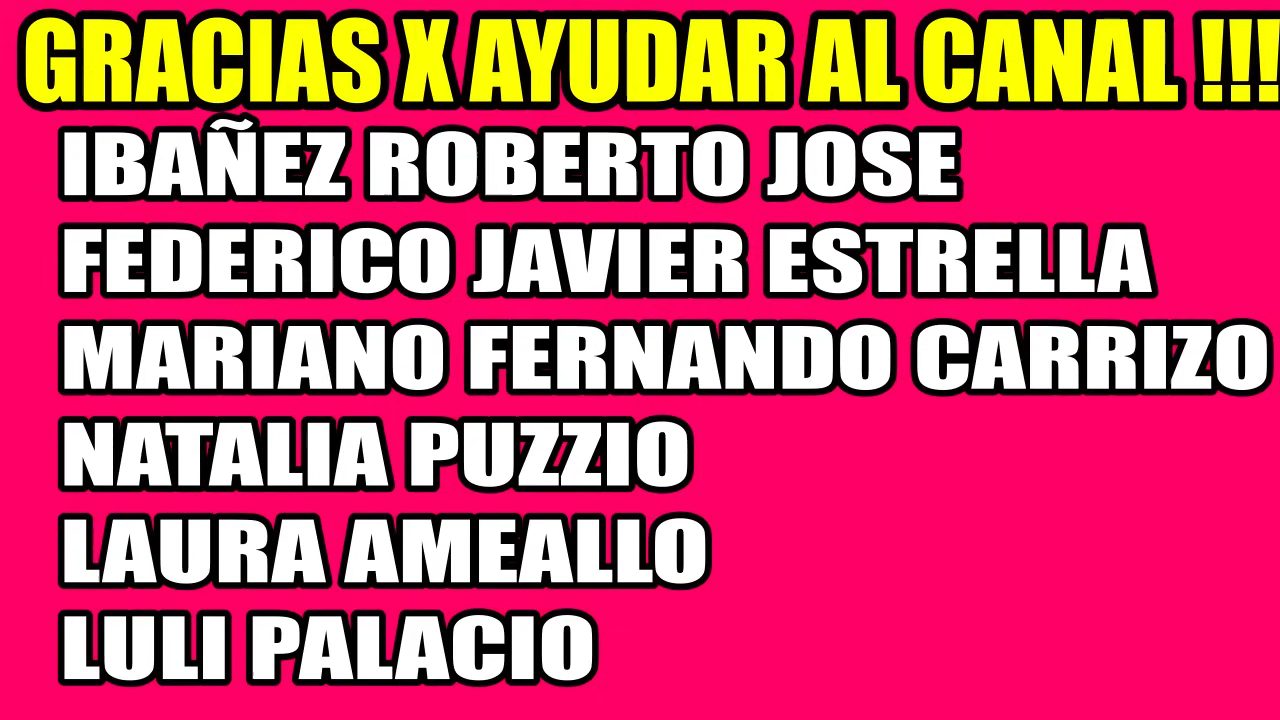 GRACIAS X AYUDAR AL CANAL !!!
IBAÑEZ ROBERTO JOSE
FEDERICO JAVIER ESTRELLA
MARIANO FERNANDO CARRIZO
NATALIA PUZZIO
LAURA AMEALLO
LULI PALACIO